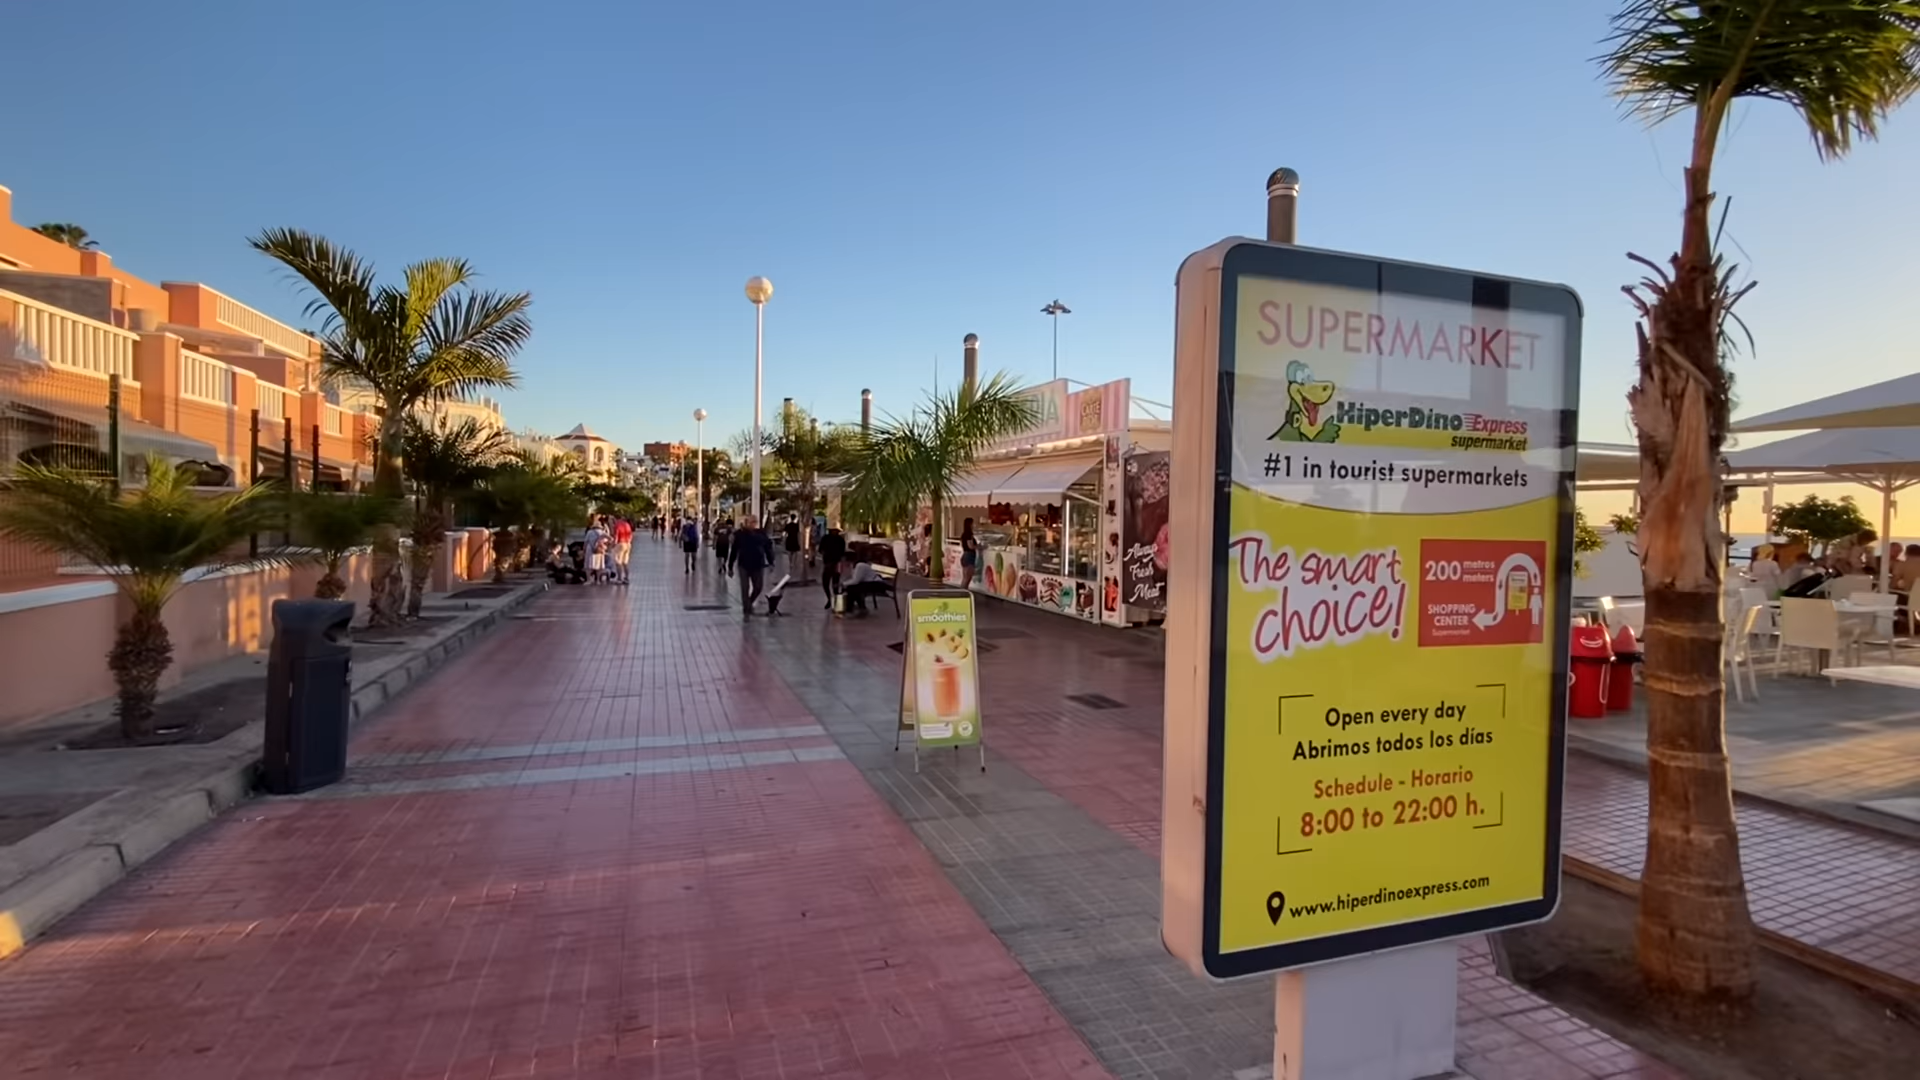 SUPERMARKET
HiperDino Express
supermarket
#1 in tourist supermarkets
The smart
choice!
200 metros
meters
SHOPPING
CENTER
Supermarket
Open every day
Abrimos todos los días
Schedule - Horario
8:00 to 22:00 h.
www.hiperdinoexpress.com
smoothies
Always
Fresh
Meat